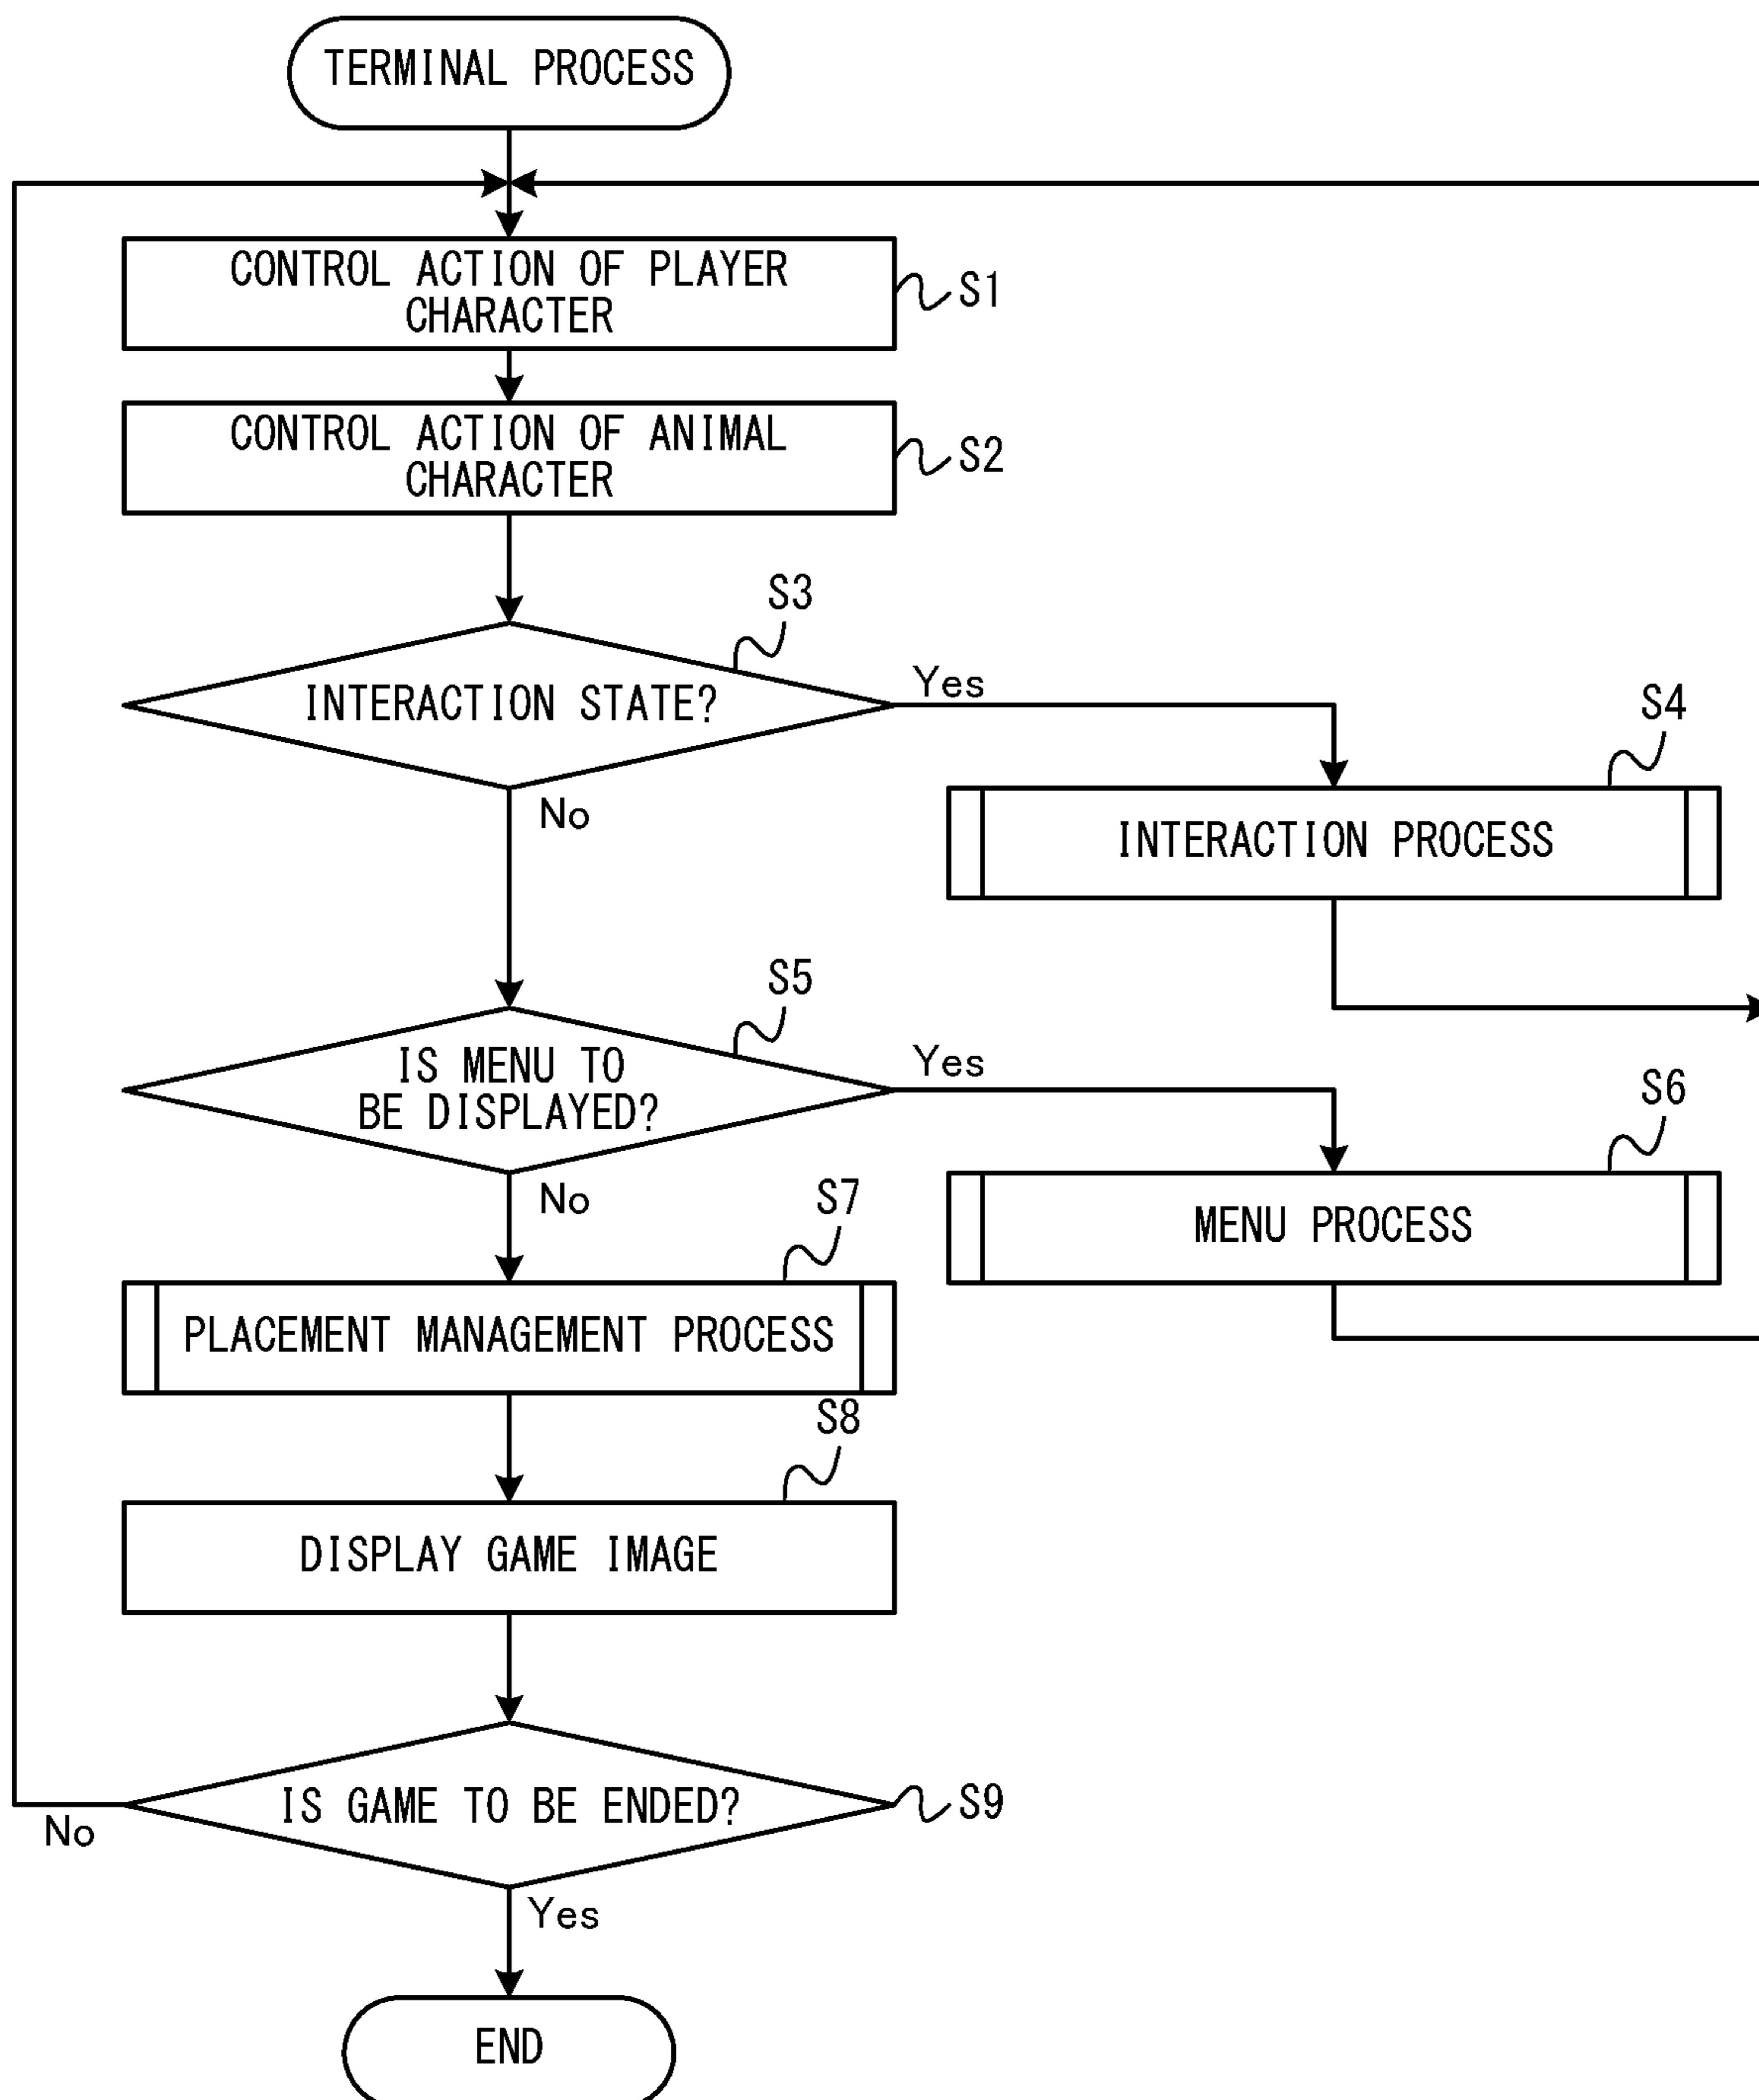 TERMINAL PROCESS
CONTROL ACTION OF PLAYER
CHARACTER
S1
CONTROL ACTION OF ANIMAL
CHARACTER
S2
S3
INTERACTION STATE?
Yes
No
S4
INTERACTION PROCESS
S5
IS MENU TO
BE DISPLAYED?
Yes
No
S6
MENU PROCESS
S7
PLACEMENT MANAGEMENT PROCESS
S8
DISPLAY GAME IMAGE
IS GAME TO BE ENDED?
S9
No
Yes
END